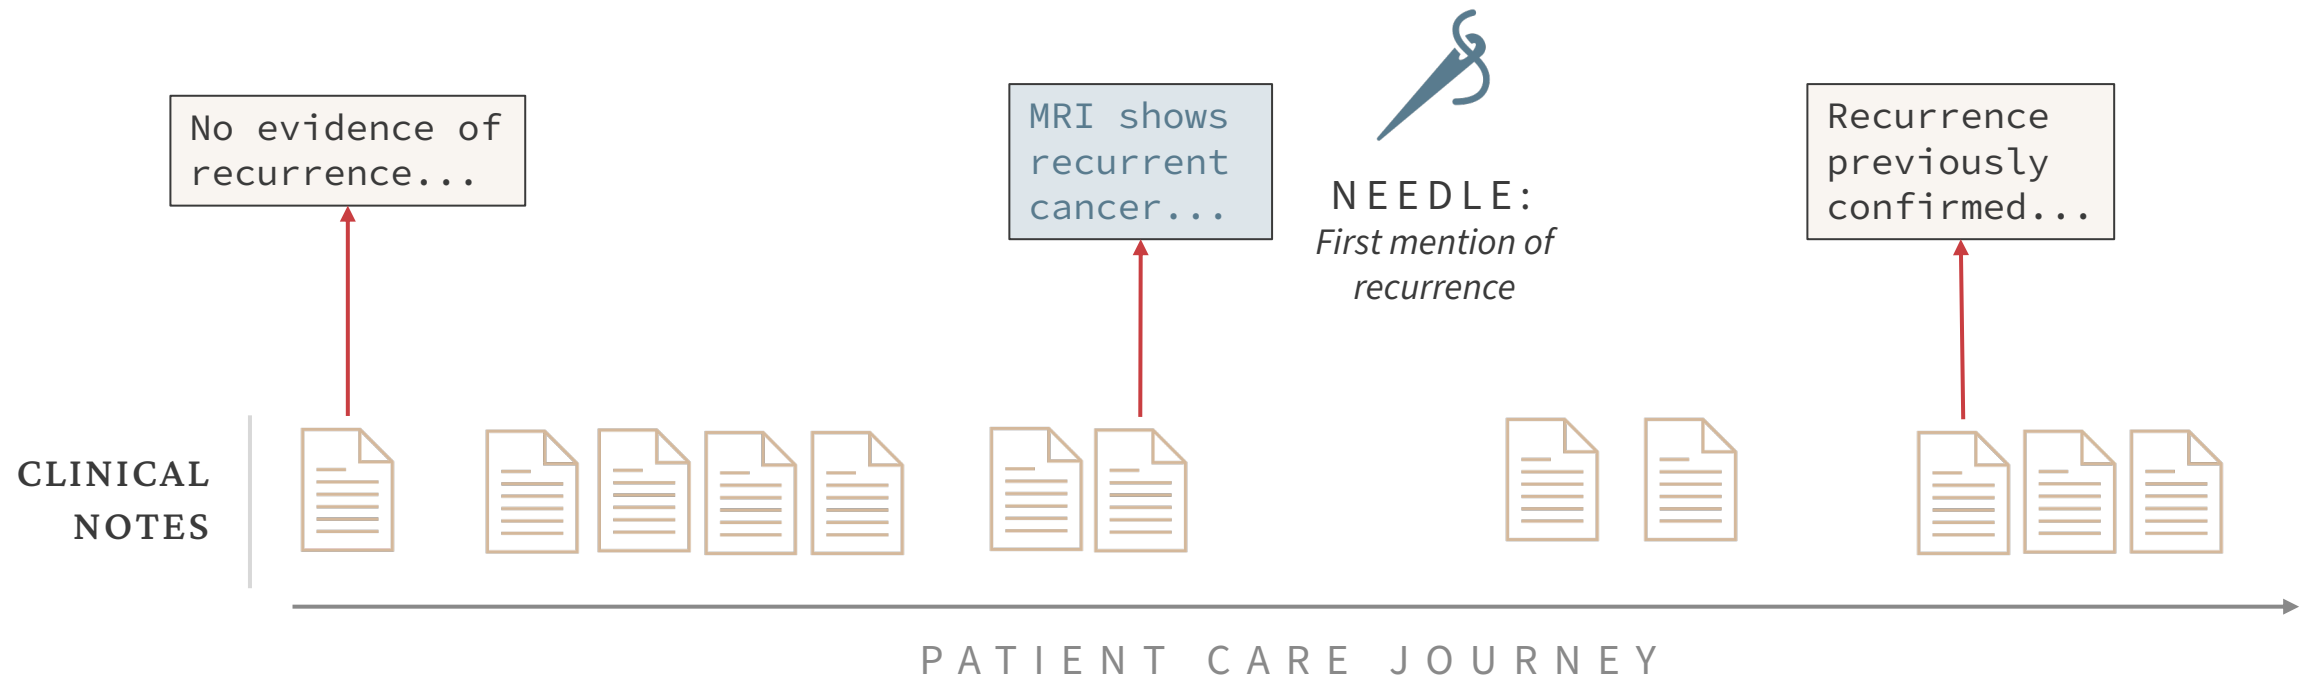 No evidence of
recurrence...
MRI shows
recurrent
cancer...
NEEDLE:
First mention of
recurrence
Recurrence
previously
confirmed...
CLINICAL
NOTES
PATIENT CARE JOURNEY